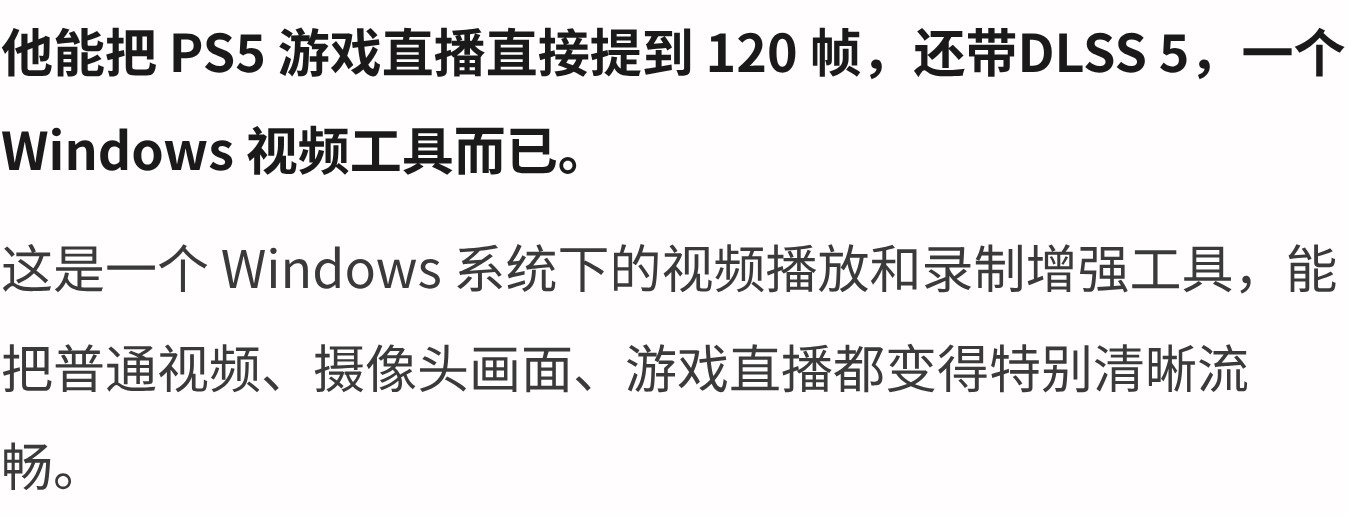 他能把 PS5 游戏直播直接提到 120 帧，还带DLSS 5，一个
Windows 视频工具而已。
这是一个 Windows 系统下的视频播放和录制增强工具，能
把普通视频、摄像头画面、游戏直播都变得特别清晰流
畅。